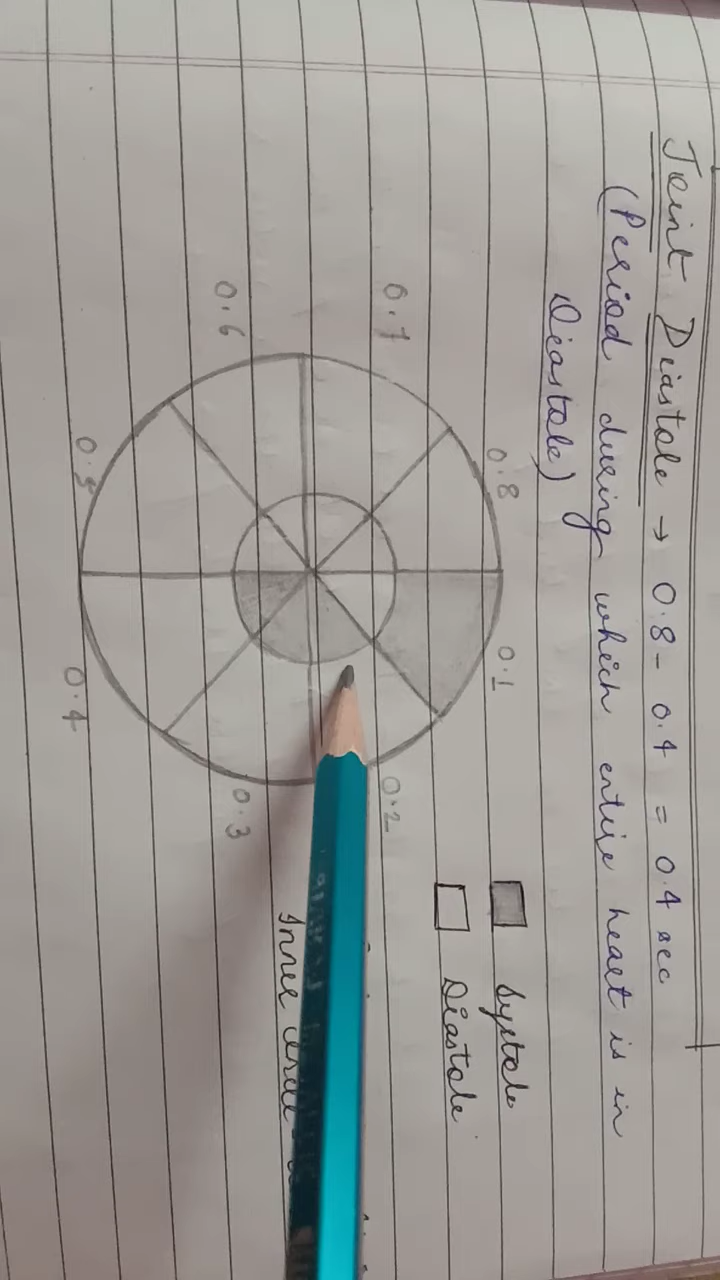 Joint Diastole → 0.8 - 0.4 = 0.4 sec
(Period during which entire heart is in
Diastole)
0.8
0.1
0.7
0.2
0.6
0.3
0.5
0.4
Systole
Diastole
Inner circle